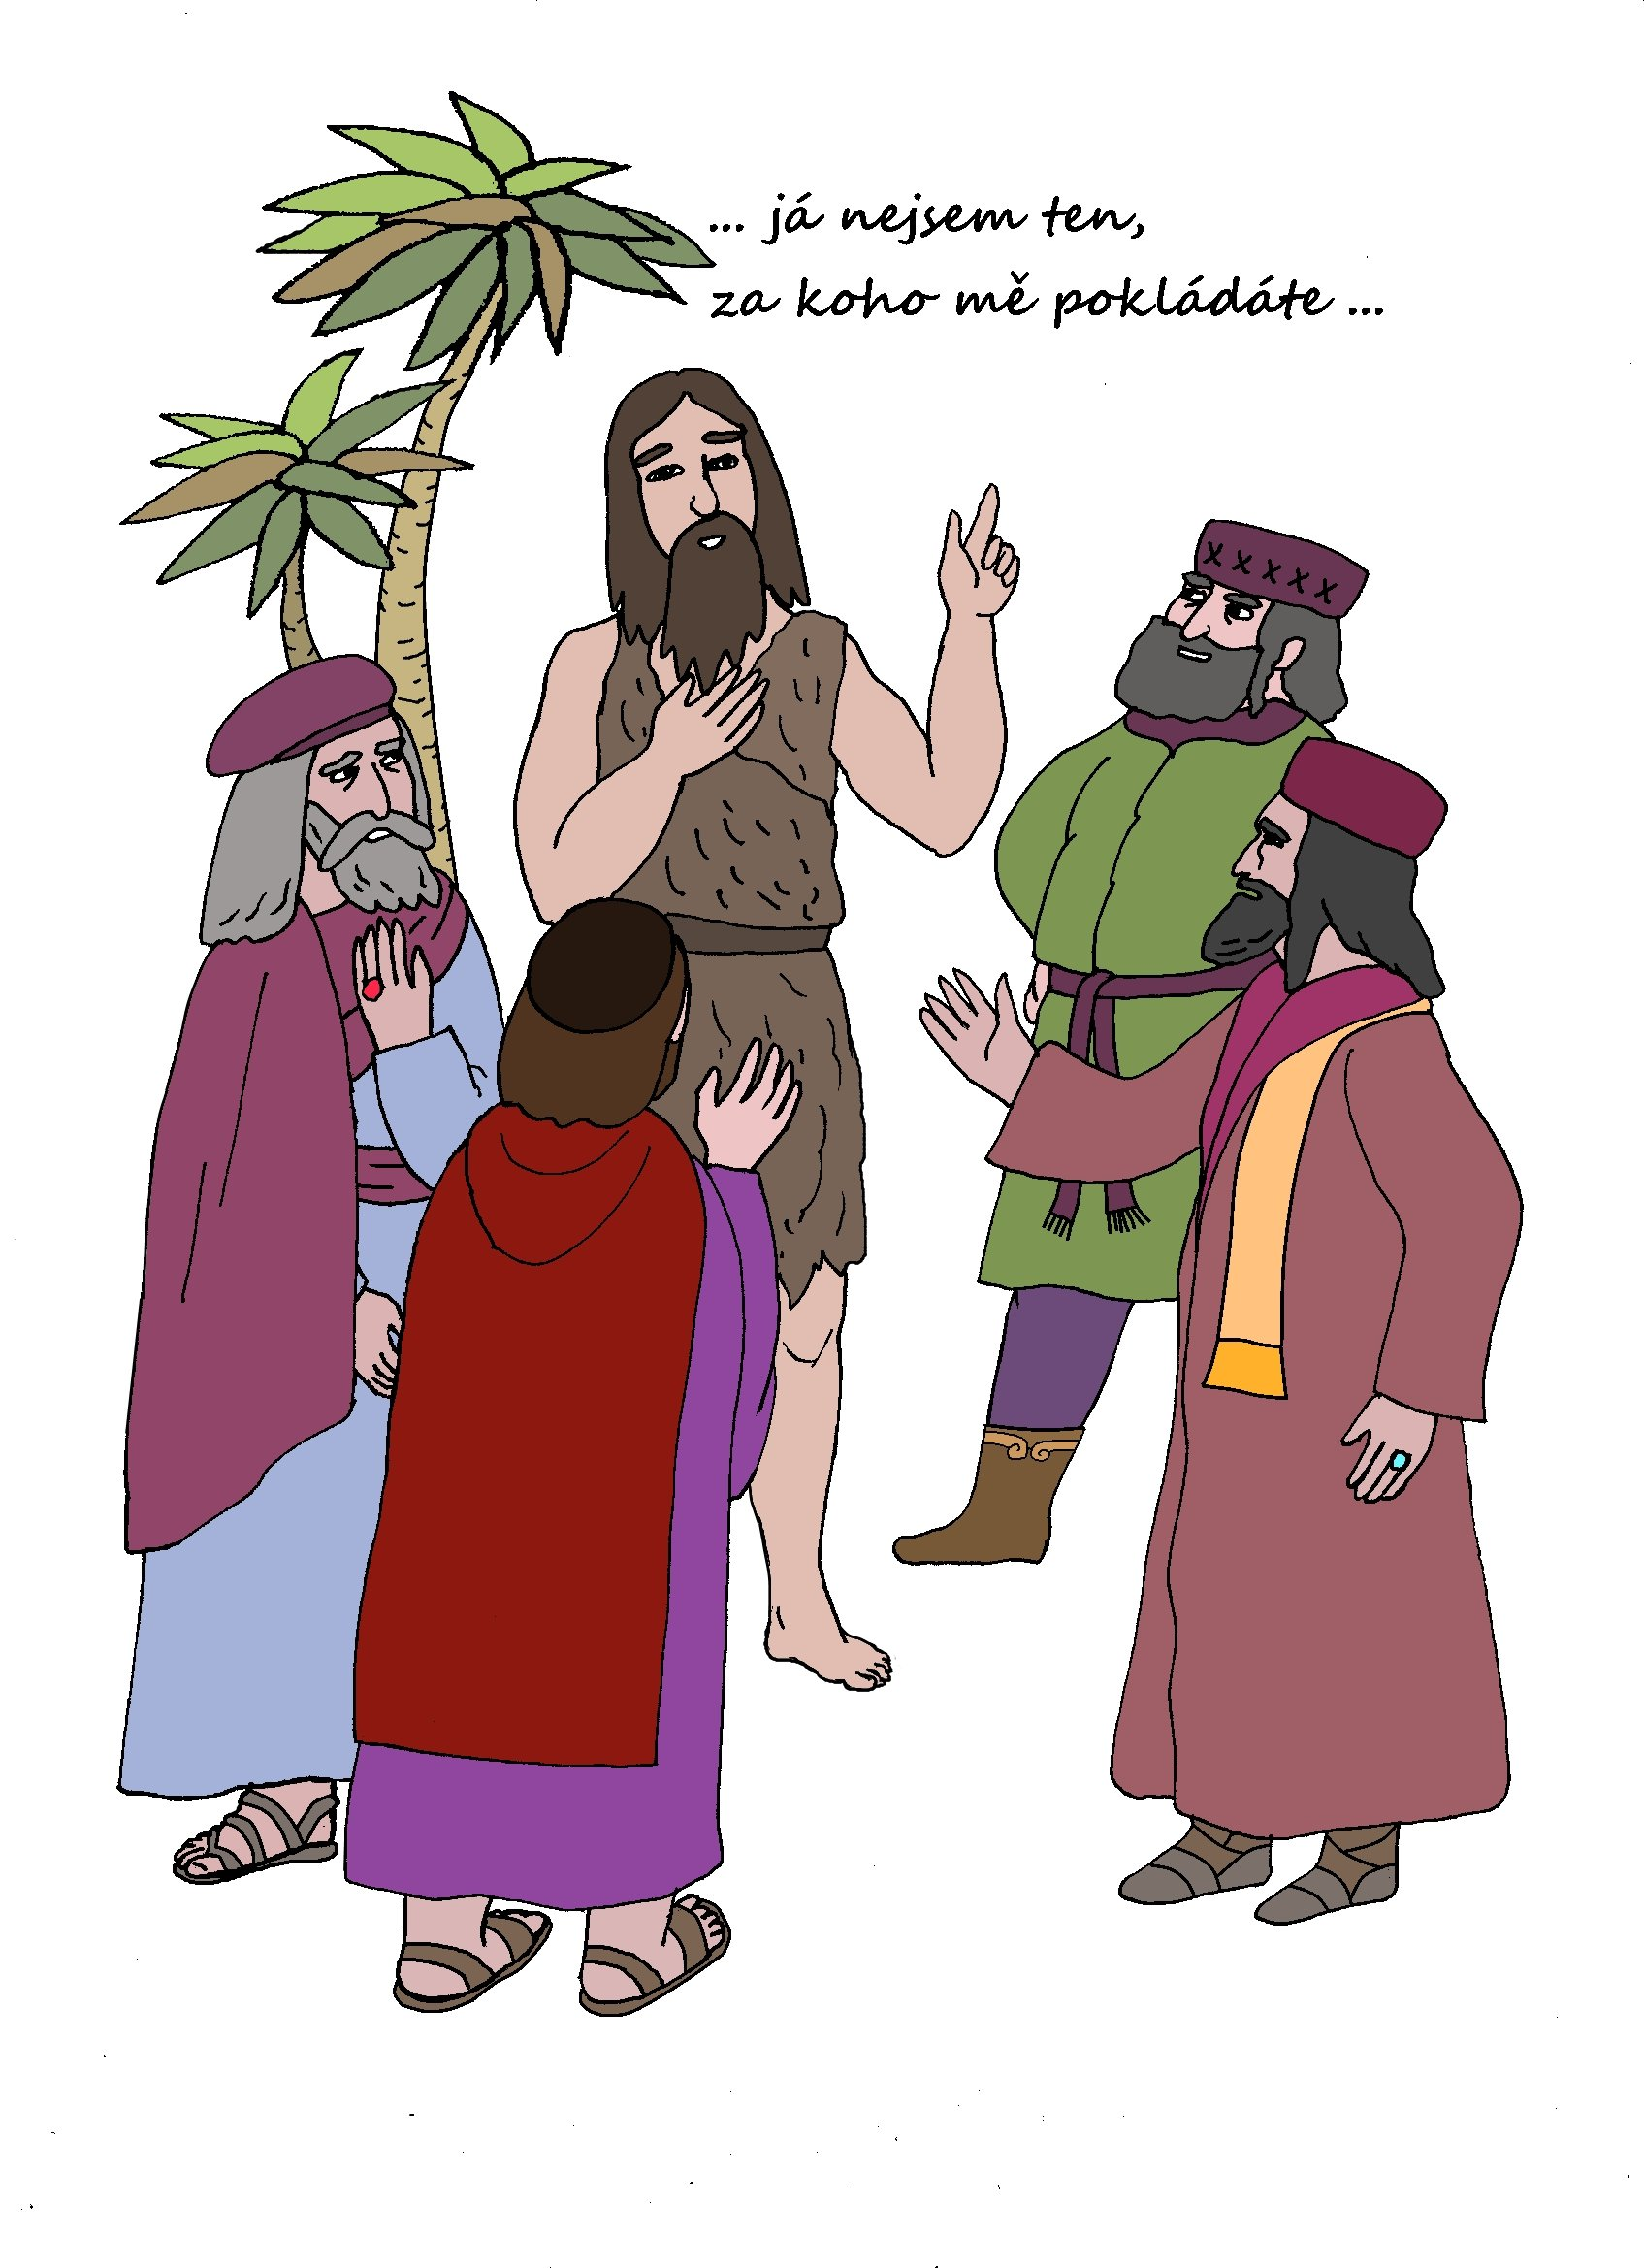 ... já nejsem ten,
za koho mě pokládáte ...